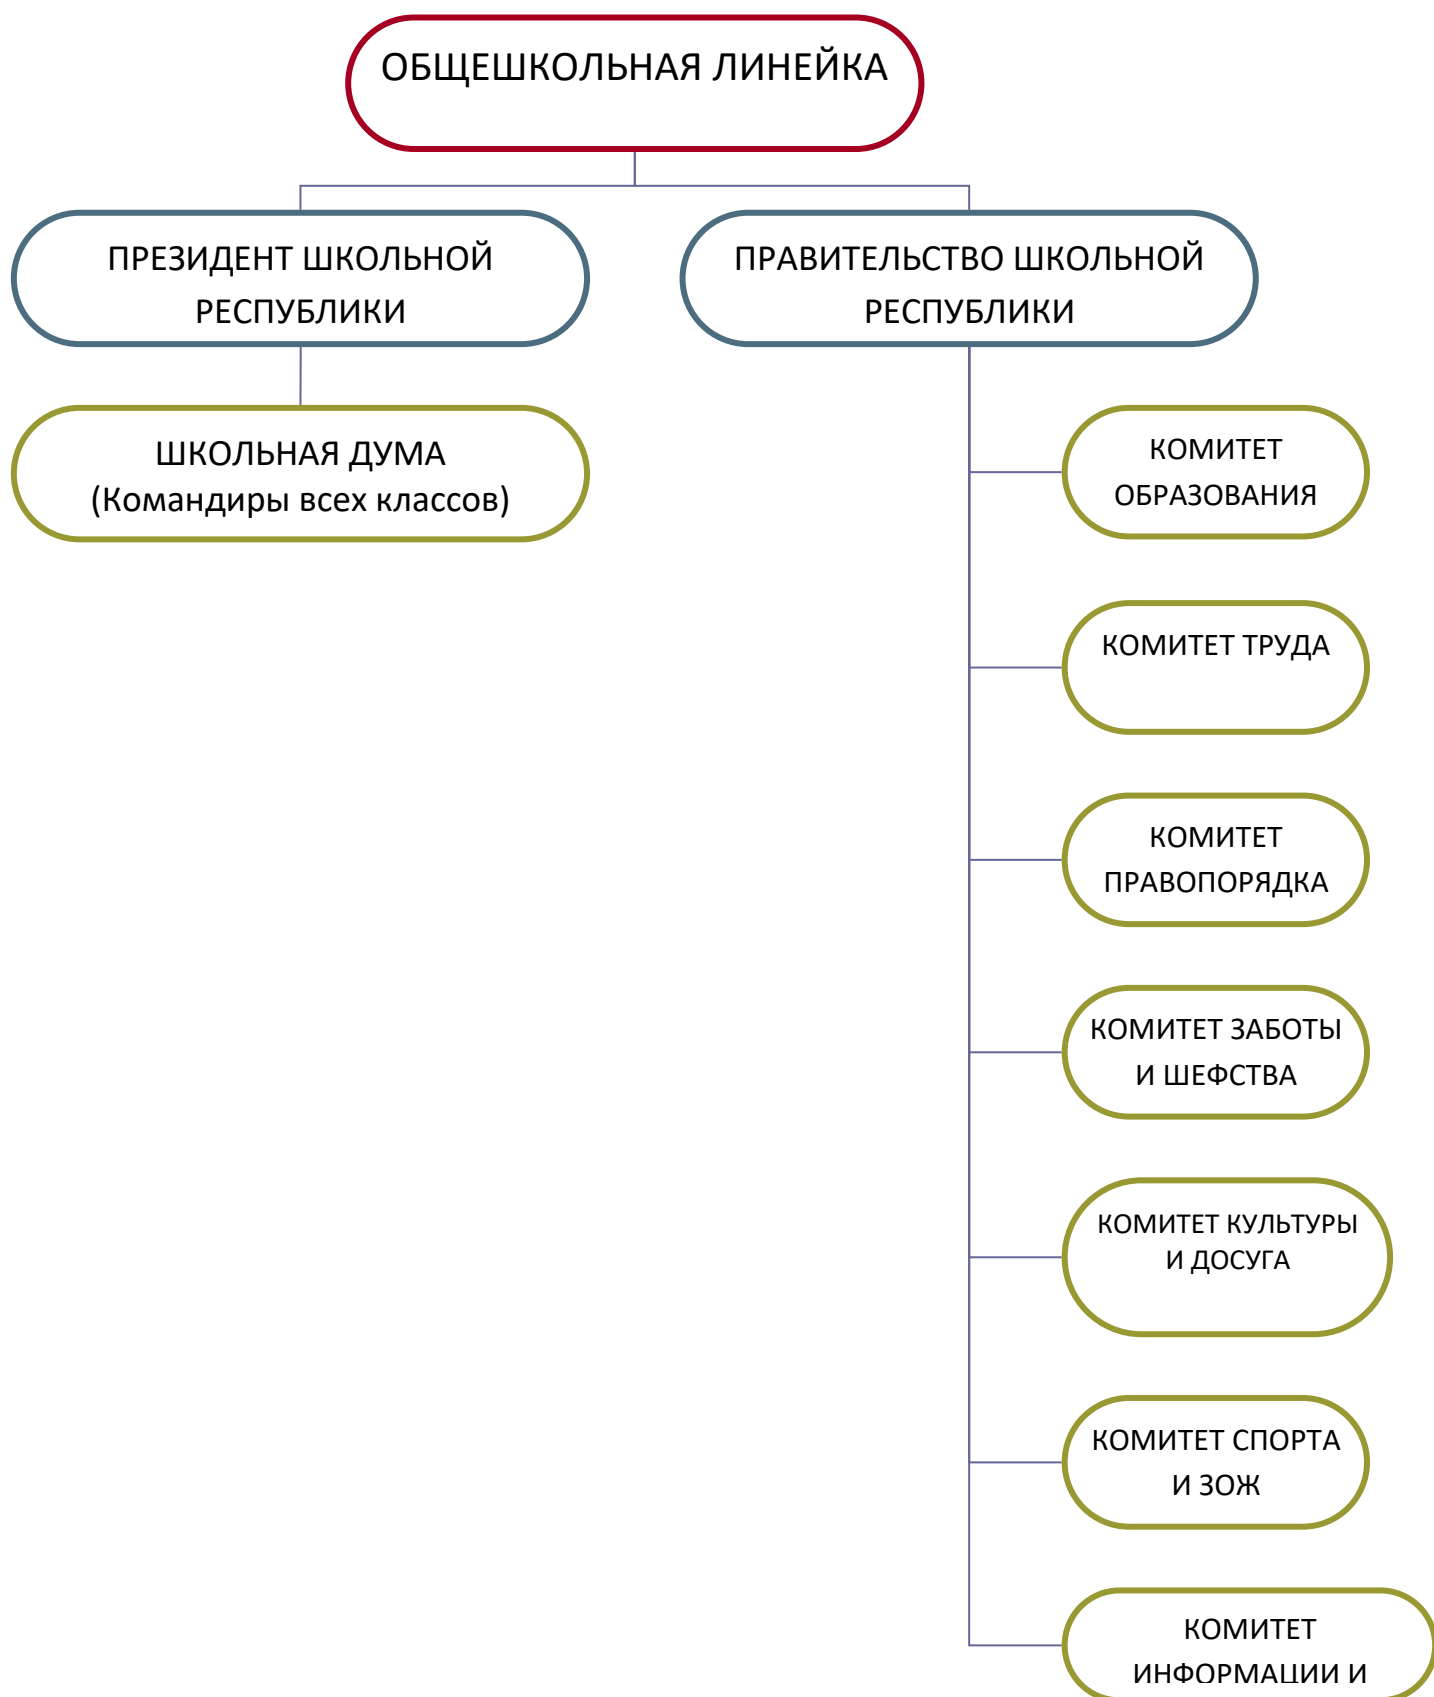 ОБЩЕШКОЛЬНАЯ ЛИНЕЙКА
ПРЕЗИДЕНТ ШКОЛЬНОЙ
РЕСПУБЛИКИ
ПРАВИТЕЛЬСТВО ШКОЛЬНОЙ
РЕСПУБЛИКИ
ШКОЛЬНАЯ ДУМА
(Командиры всех классов)
КОМИТЕТ
ОБРАЗОВАНИЯ
КОМИТЕТ ТРУДА
КОМИТЕТ
ПРАВОПОРЯДКА
КОМИТЕТ ЗАБОТЫ
И ШЕФСТВА
КОМИТЕТ КУЛЬТУРЫ
И ДОСУГА
КОМИТЕТ СПОРТА
И ЗОЖ
КОМИТЕТ
ИНФОРМАЦИИ И